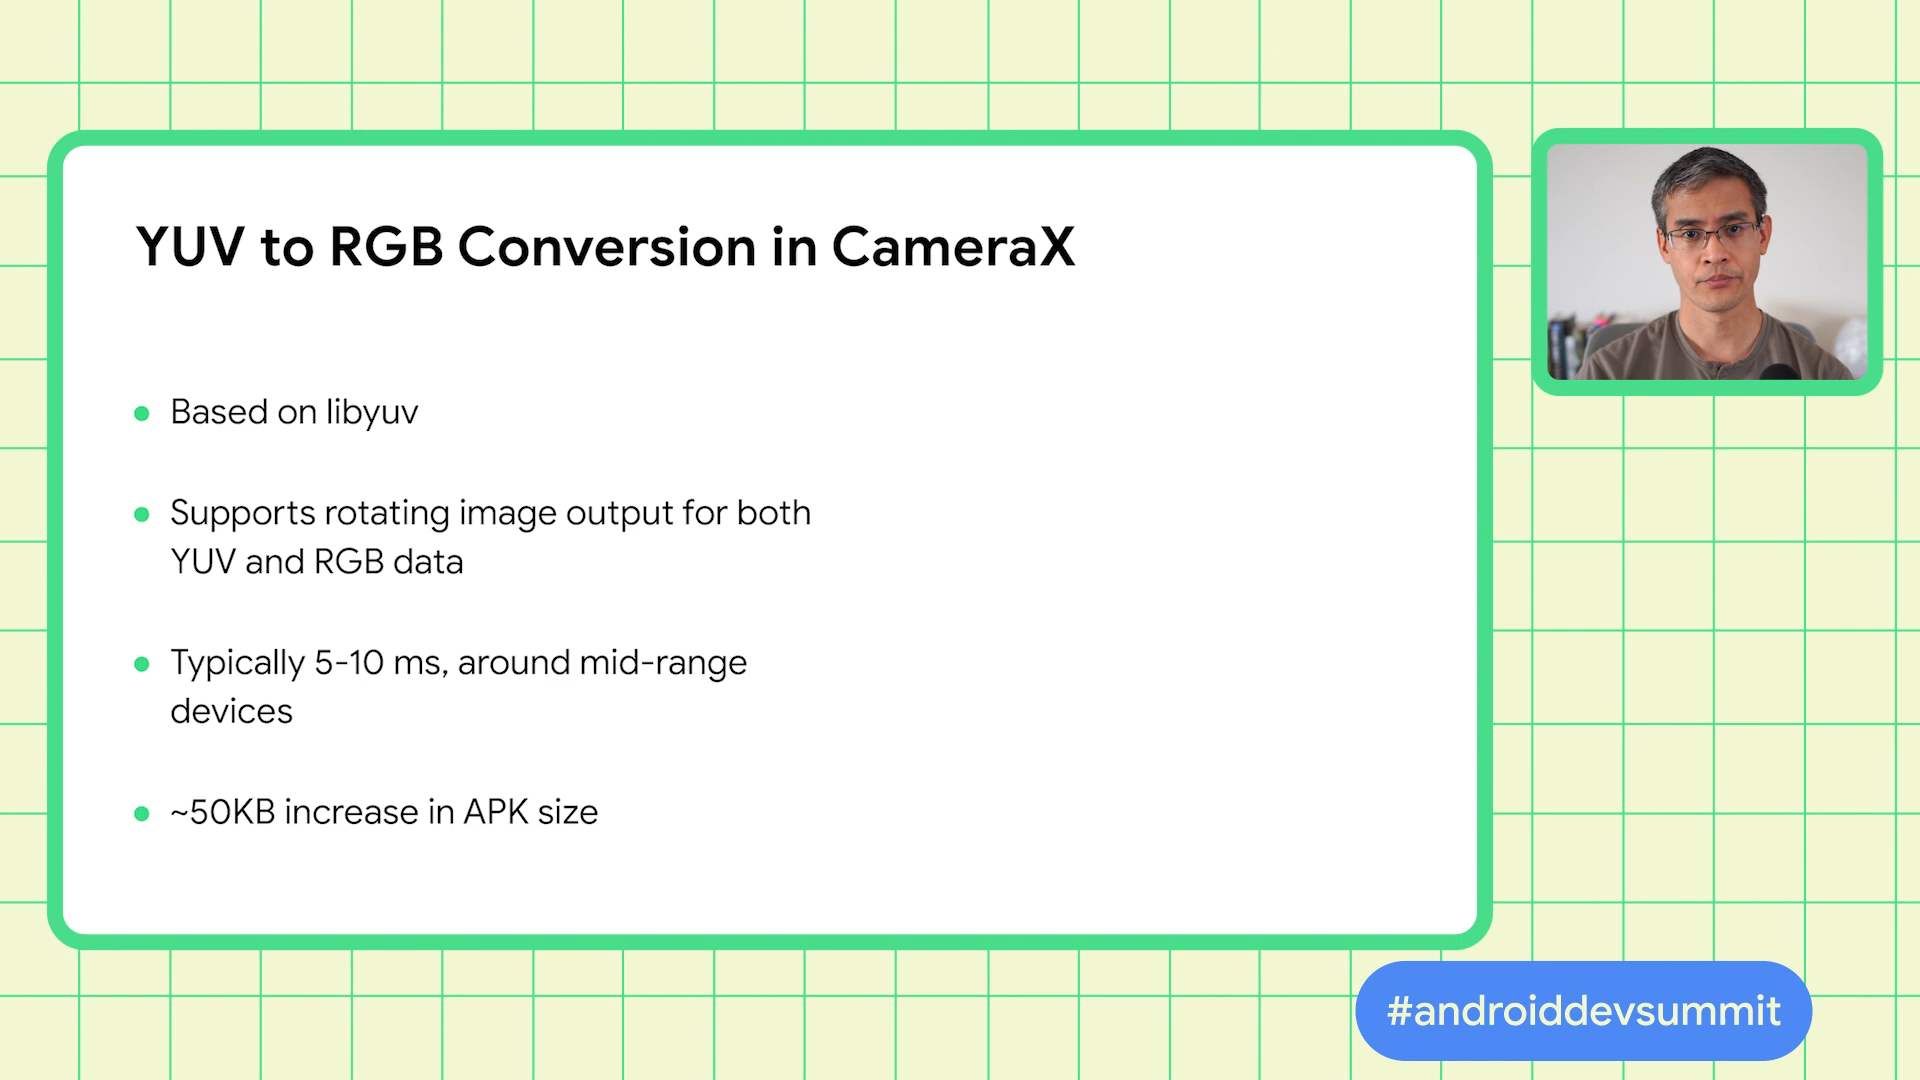 YUV to RGB Conversion in CameraX
Based on libyuv
Supports rotating image output for both
YUV and RGB data
Typically 5-10 ms, around mid-range
devices
~50KB increase in APK size
#androiddevsummit